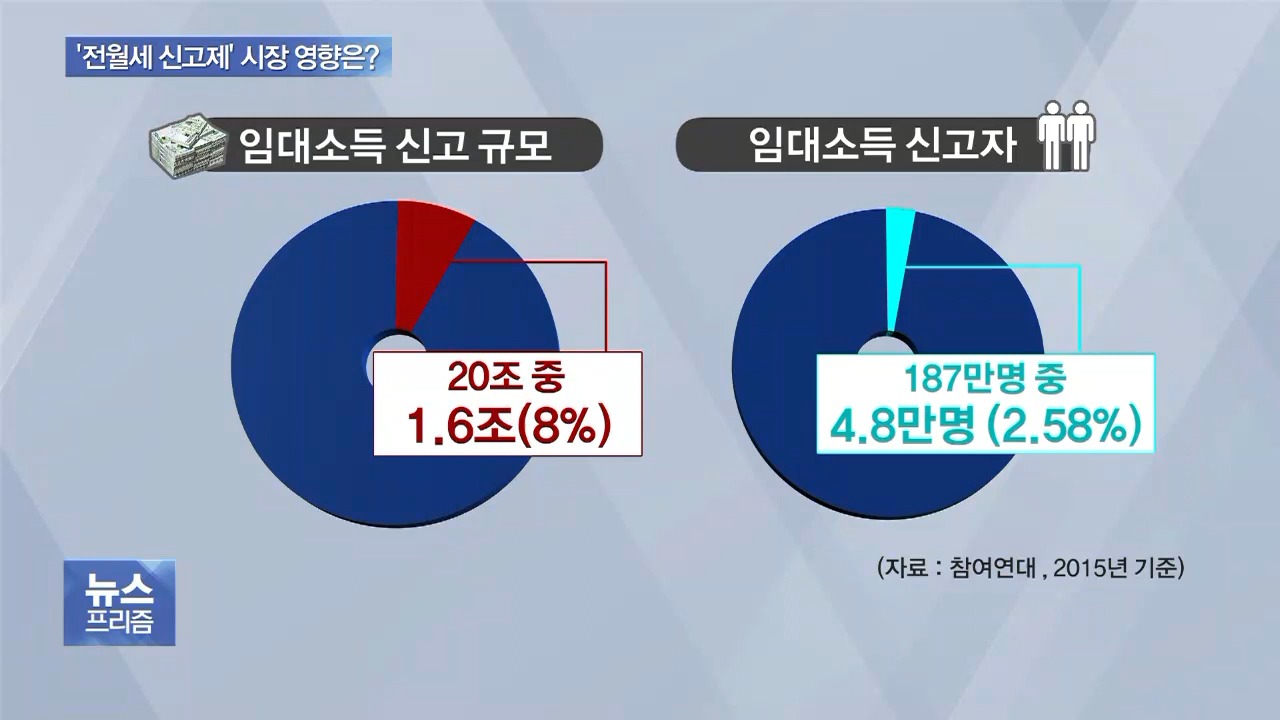 '전월세 신고제' 시장 영향은?
임대소득 신고 규모
임대소득 신고자
20조 중
1.6조(8%)
187만명 중
4.8만명 (2.58%)
(자료 : 참여연대 , 2015년 기준)
뉴스
프리즘